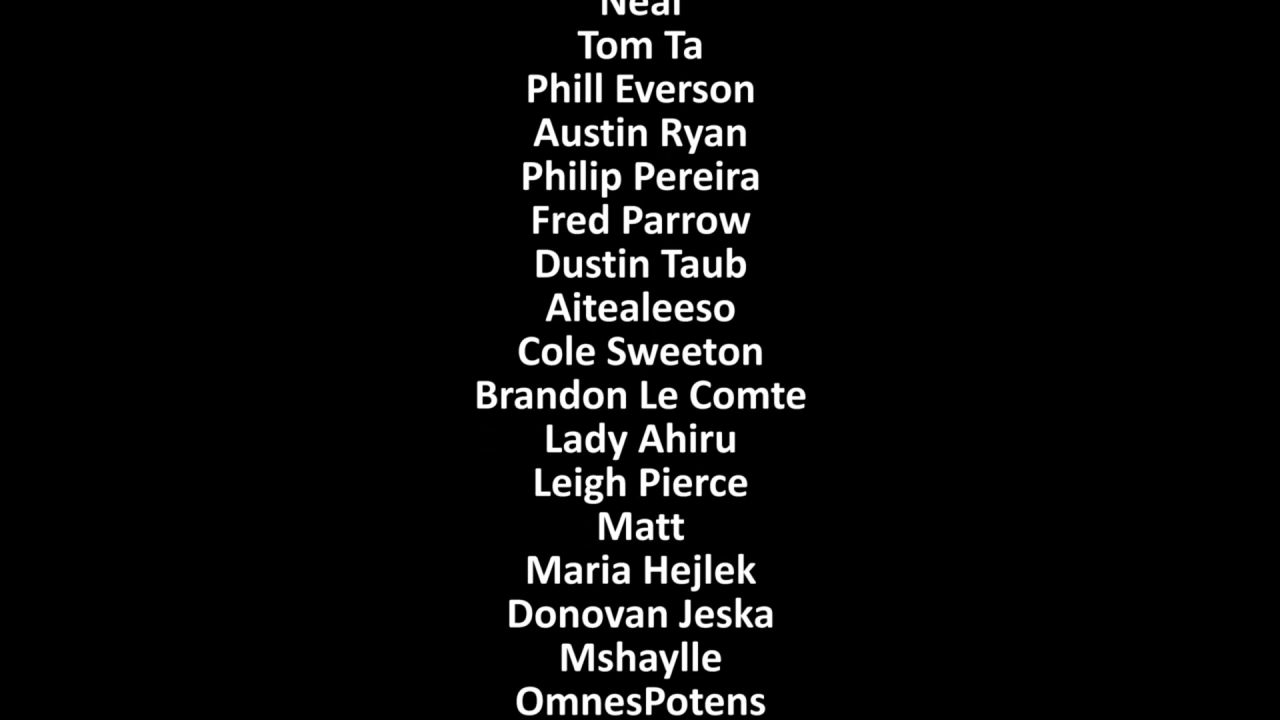 Neal
Tom Ta
Phill Everson
Austin Ryan
Philip Pereira
Fred Parrow
Dustin Taub
Aitealeeso
Cole Sweeton
Brandon Le Comte
Lady Ahiru
Leigh Pierce
Matt
Maria Hejlek
Donovan Jeska
Mshaylle
OmnesPotens